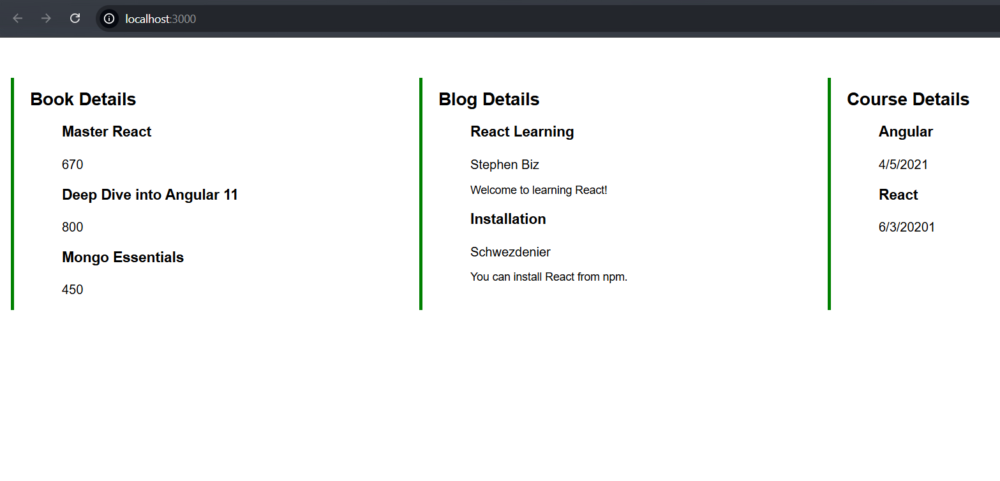 localhost:3000
Book Details
Master React
670
Deep Dive into Angular 11
800
Mongo Essentials
450
Blog Details
React Learning
Stephen Biz
Welcome to learning React!
Installation
Schwezdenier
You can install React from npm.
Course Details
Angular
4/5/2021
React
6/3/20201